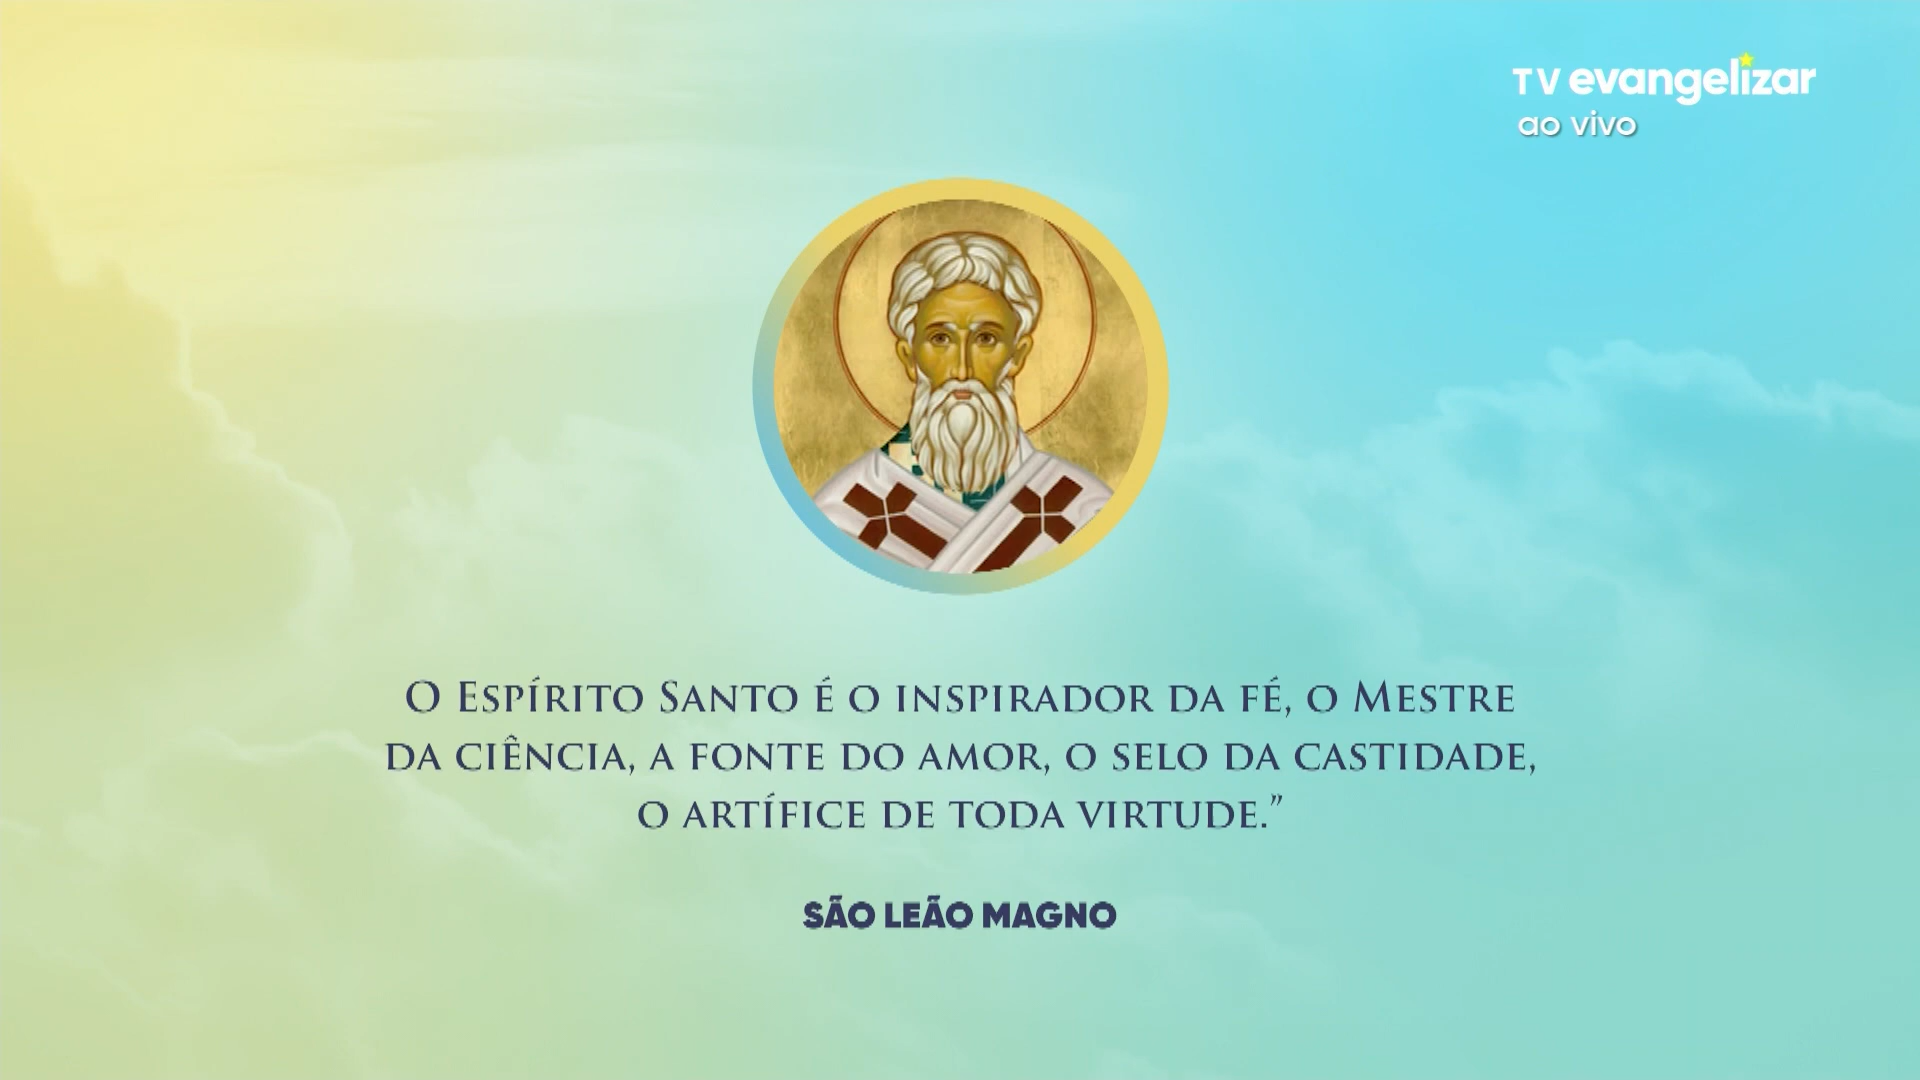 TV evangelizar
ao vivo
O Espírito Santo é o inspirador da fé, o Mestre
da ciência, a fonte do amor, o selo da castidade,
o artífice de toda virtude.”
SÃO LEÃO MAGNO